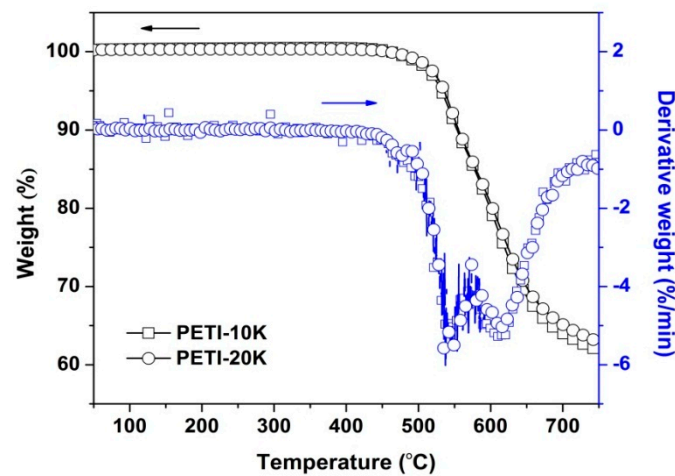 100
90
80
70
60
Weight (%)
2
0
-2
-4
-6
Derivative weight (%/min)
PETI-10K
PETI-20K
100 200 300 400 500 600 700
Temperature (°C)